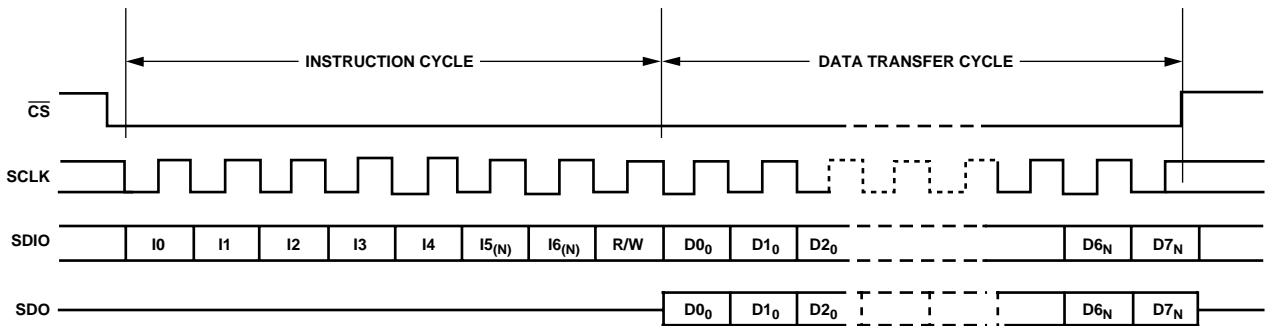 INSTRUCTION CYCLE DATA TRANSFER CYCLE
CS
SCLK
SDIO I0 I1 I2 I3 I4 I5(N) I6(N) R/W D00 D10 D20 D6N D7N
SDO D00 D10 D20 D6N D7N